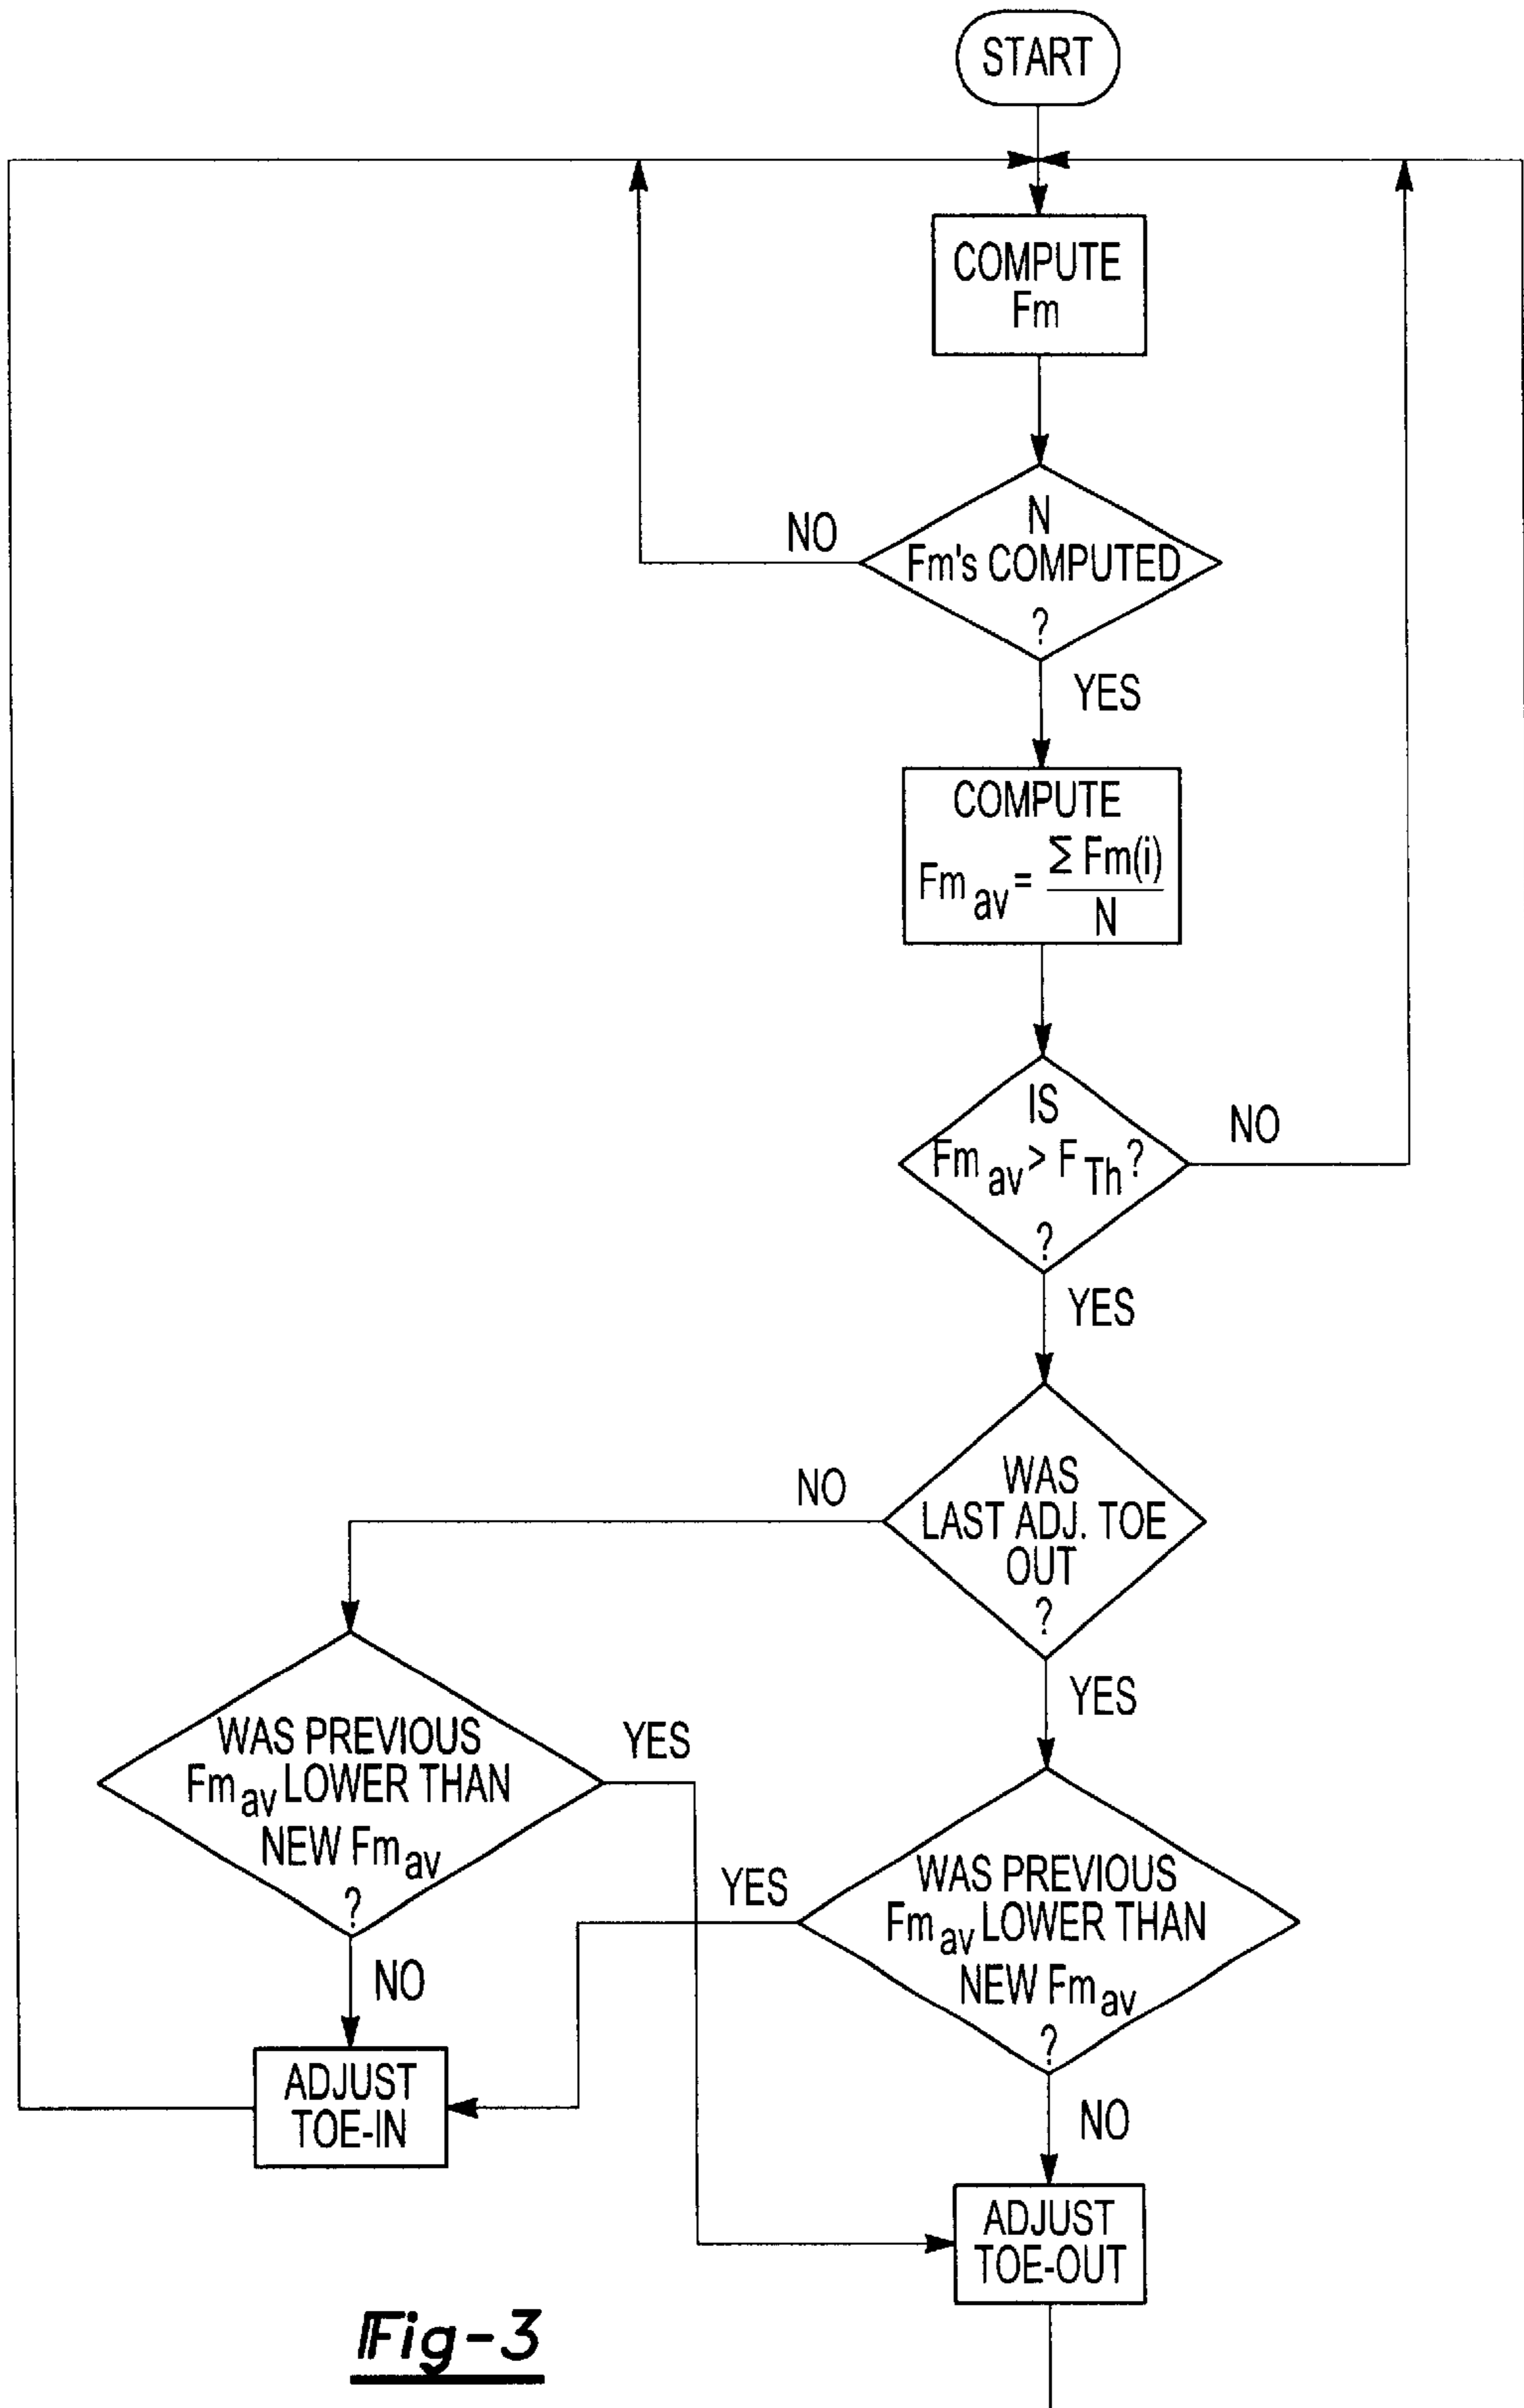 START
COMPUTE
Fm
N
Fm's COMPUTED
?
NO
YES
COMPUTE
Fm av = Σ Fm(i) / N
IS
Fm av > F Th ?
?
NO
YES
WAS
LAST ADJ. TOE
OUT
?
NO
YES
WAS PREVIOUS
Fm av LOWER THAN
NEW Fm av
?
YES
NO
WAS PREVIOUS
Fm av LOWER THAN
NEW Fm av
?
YES
NO
ADJUST
TOE-IN
ADJUST
TOE-OUT
Fig-3